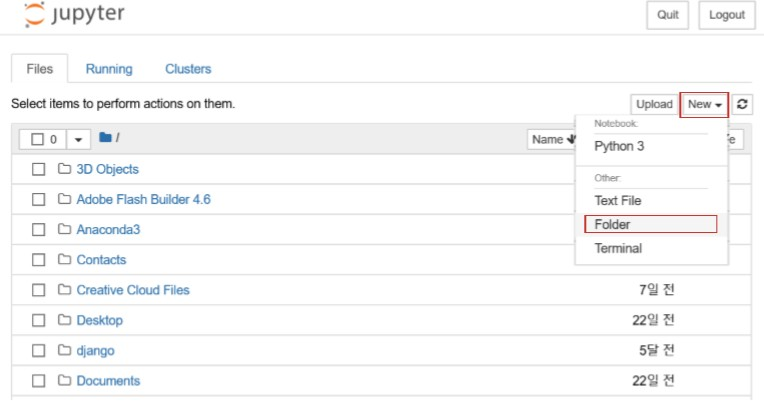 jupyter
Quit Logout
Files Running Clusters
Select items to perform actions on them.
Upload New
0 / Name
Notebook:
Python 3
Other:
Text File
Folder
Terminal
3D Objects
Adobe Flash Builder 4.6
Anaconda3
Contacts
Creative Cloud Files 7일 전
Desktop 22일 전
django 5달 전
Documents 22일 전